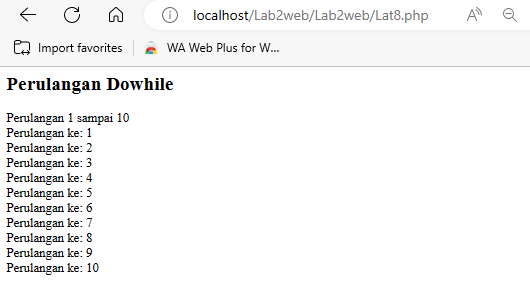 localhost/Lab2web/Lab2web/Lat8.php
Import favorites
WA Web Plus for W...
Perulangan Dowhile
Perulangan 1 sampai 10
Perulangan ke: 1
Perulangan ke: 2
Perulangan ke: 3
Perulangan ke: 4
Perulangan ke: 5
Perulangan ke: 6
Perulangan ke: 7
Perulangan ke: 8
Perulangan ke: 9
Perulangan ke: 10